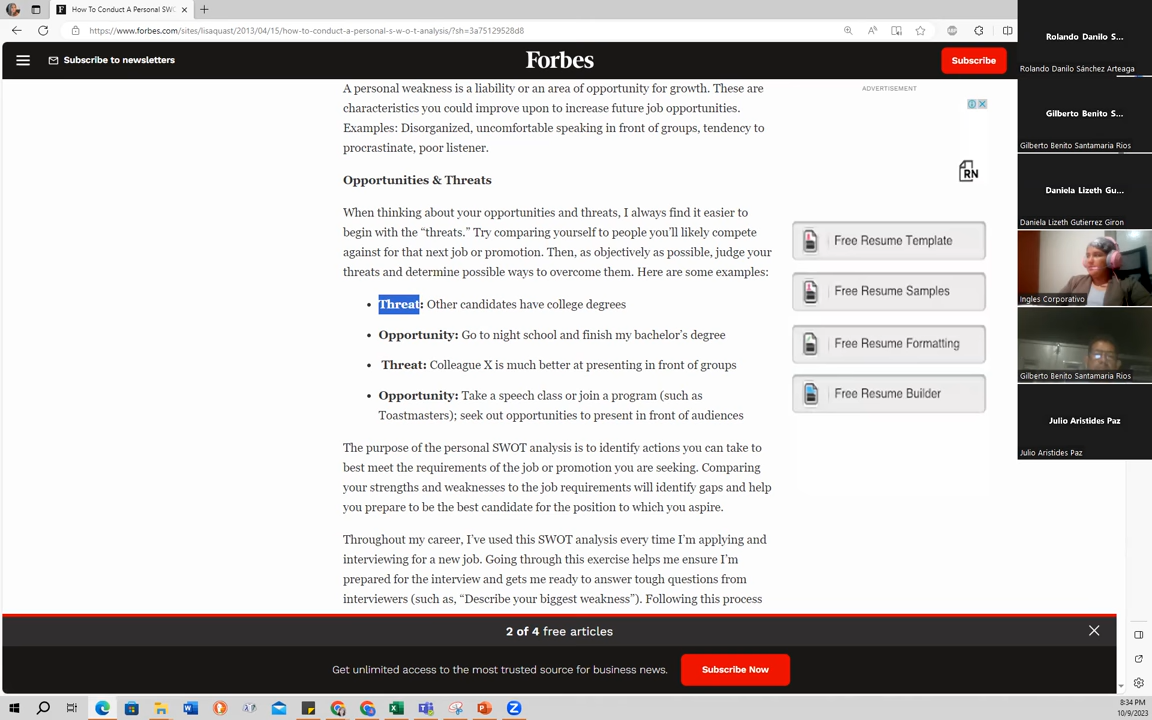 How To Conduct A Personal SWO
https://www.forbes.com/sites/lisaquast/2013/04/15/how-to-conduct-a-personal-s-w-o-t-analysis/?sh=3a75129528d8
Subscribe to newsletters
Forbes
Subscribe
A personal weakness is a liability or an area of opportunity for growth. These are
characteristics you could improve upon to increase future job opportunities.
Examples: Disorganized, uncomfortable speaking in front of groups, tendency to
procrastinate, poor listener.
Opportunities & Threats
When thinking about your opportunities and threats, I always find it easier to
begin with the “threats.” Try comparing yourself to people you’ll likely compete
against for that next job or promotion. Then, as objectively as possible, judge your
threats and determine possible ways to overcome them. Here are some examples:
• Threat: Other candidates have college degrees
• Opportunity: Go to night school and finish my bachelor’s degree
• Threat: Colleague X is much better at presenting in front of groups
• Opportunity: Take a speech class or join a program (such as
Toastmasters); seek out opportunities to present in front of audiences
The purpose of the personal SWOT analysis is to identify actions you can take to
best meet the requirements of the job or promotion you are seeking. Comparing
your strengths and weaknesses to the job requirements will identify gaps and help
you prepare to be the best candidate for the position to which you aspire.
Throughout my career, I’ve used this SWOT analysis every time I’m applying and
interviewing for a new job. Going through this exercise helps me ensure I’m
prepared for the interview and gets me ready to answer tough questions from
interviewers (such as, “Describe your biggest weakness”). Following this process
ADVERTISEMENT
RN
Free Resume Template
Free Resume Samples
Free Resume Formatting
Free Resume Builder
2 of 4 free articles
Get unlimited access to the most trusted source for business news.
Subscribe Now
Rolando Danilo S...
Rolando Danilo Sánchez Arteaga
Gilberto Benito S...
Gilberto Benito Santamaria Rios
Daniela Lizeth Gu...
Daniela Lizeth Gutierrez Giron
Ingles Corporativo
Gilberto Benito Santamaria Rios
Julio Aristides Paz
Julio Aristides Paz
8:34 PM
10/9/2023